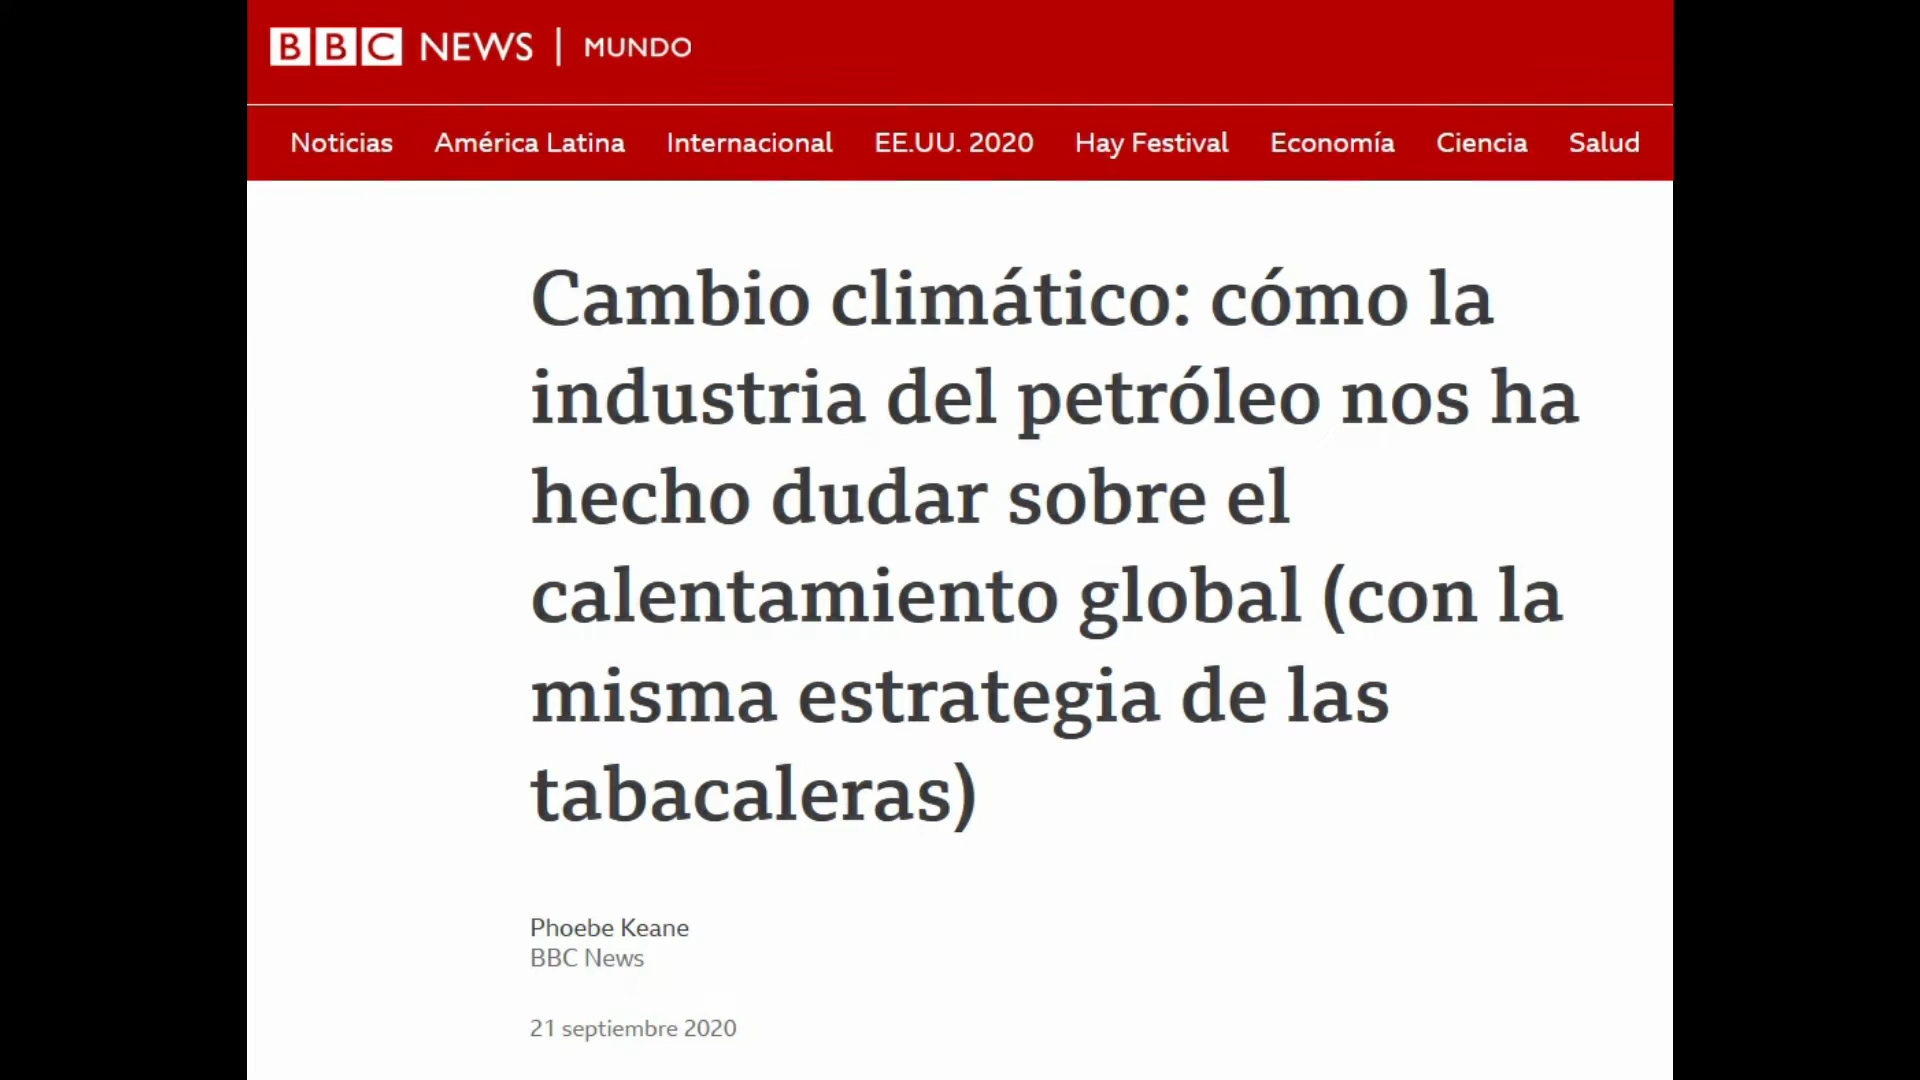 BBC NEWS | MUNDO
Noticias América Latina Internacional EE.UU. 2020 Hay Festival Economía Ciencia Salud
Cambio climático: cómo la
industria del petróleo nos ha
hecho dudar sobre el
calentamiento global (con la
misma estrategia de las
tabacaleras)
Phoebe Keane
BBC News
21 septiembre 2020